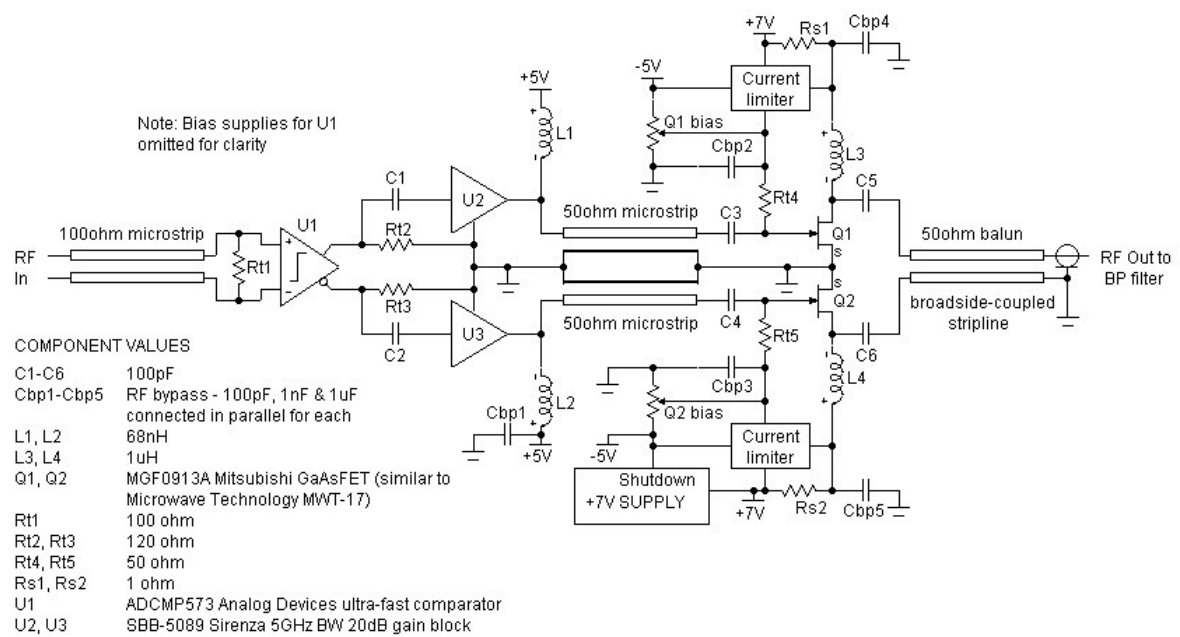 +7V
Rs1
Cbp4
-5V
Current
limiter
+5V
L1
Q1 bias
Cbp2
L3
Note: Bias supplies for U1
omitted for clarity
C1
U2
Rt4
C5
U1
50ohm microstrip
C3
100ohm microstrip
Rt2
Q1
50ohm balun
RF
In
+
Rt1
−
s
RF Out to
BP filter
s
Rt3
Q2
U3
50ohm microstrip
C4
broadside-coupled
stripline
C2
Rt5
C6
Cbp3
L4
L2
Q2 bias
Cbp1
+5V
-5V
Current
limiter
Shutdown
+7V SUPPLY
+7V
Rs2
Cbp5
COMPONENT VALUES
C1-C6 100pF
Cbp1-Cbp5 RF bypass - 100pF, 1nF & 1uF
connected in parallel for each
L1, L2 68nH
L3, L4 1uH
Q1, Q2 MGF0913A Mitsubishi GaAsFET (similar to
Microwave Technology MWT-17)
Rt1 100 ohm
Rt2, Rt3 120 ohm
Rt4, Rt5 50 ohm
Rs1, Rs2 1 ohm
U1 ADCMP573 Analog Devices ultra-fast comparator
U2, U3 SBB-5089 Sirenza 5GHz BW 20dB gain block